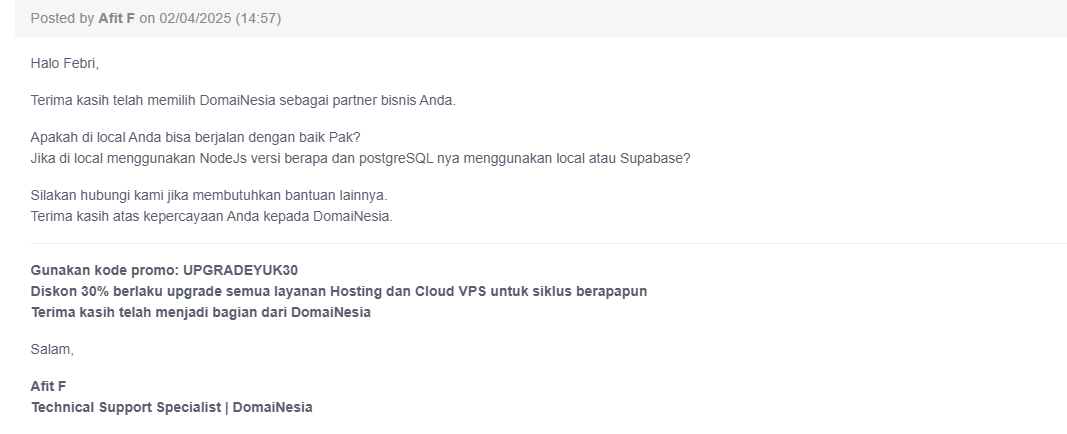 Posted by Afit F on 02/04/2025 (14:57)
Halo Febri,
Terima kasih telah memilih DomaiNesia sebagai partner bisnis Anda.
Apakah di local Anda bisa berjalan dengan baik Pak?
Jika di local menggunakan NodeJs versi berapa dan postgreSQL nya menggunakan local atau Supabase?
Silakan hubungi kami jika membutuhkan bantuan lainnya.
Terima kasih atas kepercayaan Anda kepada DomaiNesia.
Gunakan kode promo: UPGRADEYUK30
Diskon 30% berlaku upgrade semua layanan Hosting dan Cloud VPS untuk siklus berapapun
Terima kasih telah menjadi bagian dari DomaiNesia
Salam,
Afit F
Technical Support Specialist | DomaiNesia